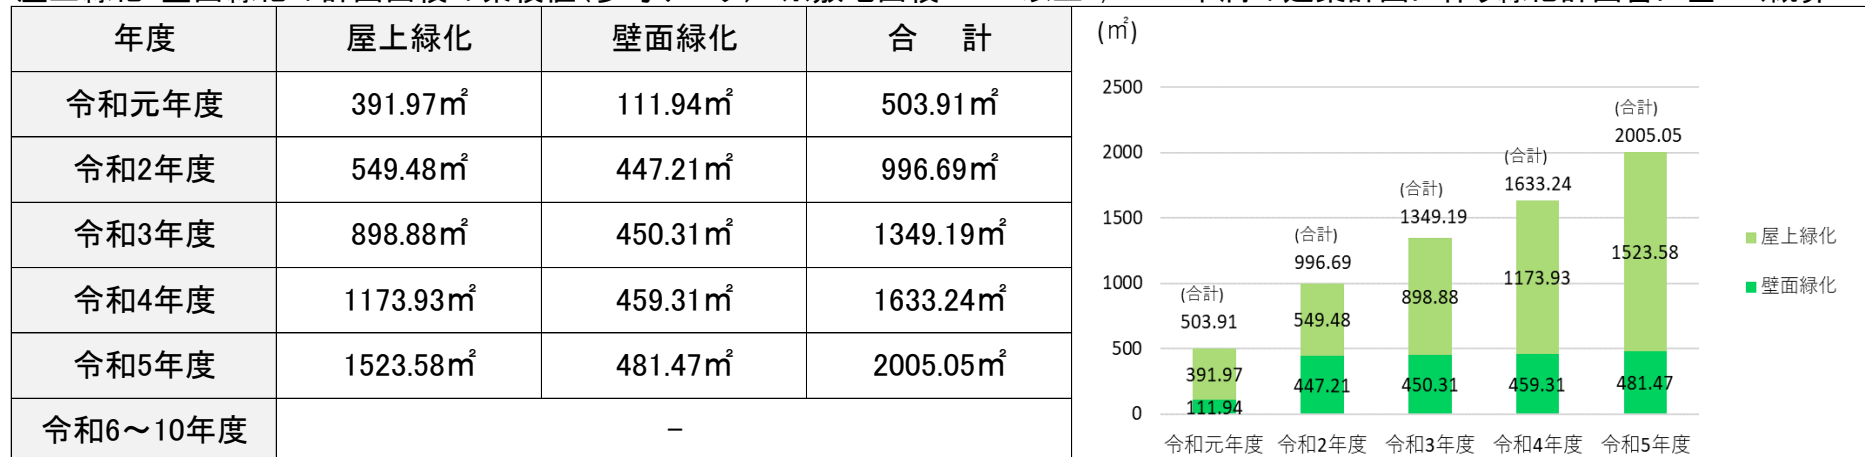 年度 屋上緑化 壁面緑化 合 計
令和元年度 391.97㎡ 111.94㎡ 503.91㎡
令和2年度 549.48㎡ 447.21㎡ 996.69㎡
令和3年度 898.88㎡ 450.31㎡ 1349.19㎡
令和4年度 1173.93㎡ 459.31㎡ 1633.24㎡
令和5年度 1523.58㎡ 481.47㎡ 2005.05㎡
令和6～10年度 －
(㎡)
2500
2000
1500
1000
500
0
(合計)
503.91
391.97
111.94
(合計)
996.69
549.48
447.21
(合計)
1349.19
898.88
450.31
(合計)
1633.24
1173.93
459.31
(合計)
2005.05
1523.58
481.47
令和元年度 令和2年度 令和3年度 令和4年度 令和5年度
屋上緑化
壁面緑化